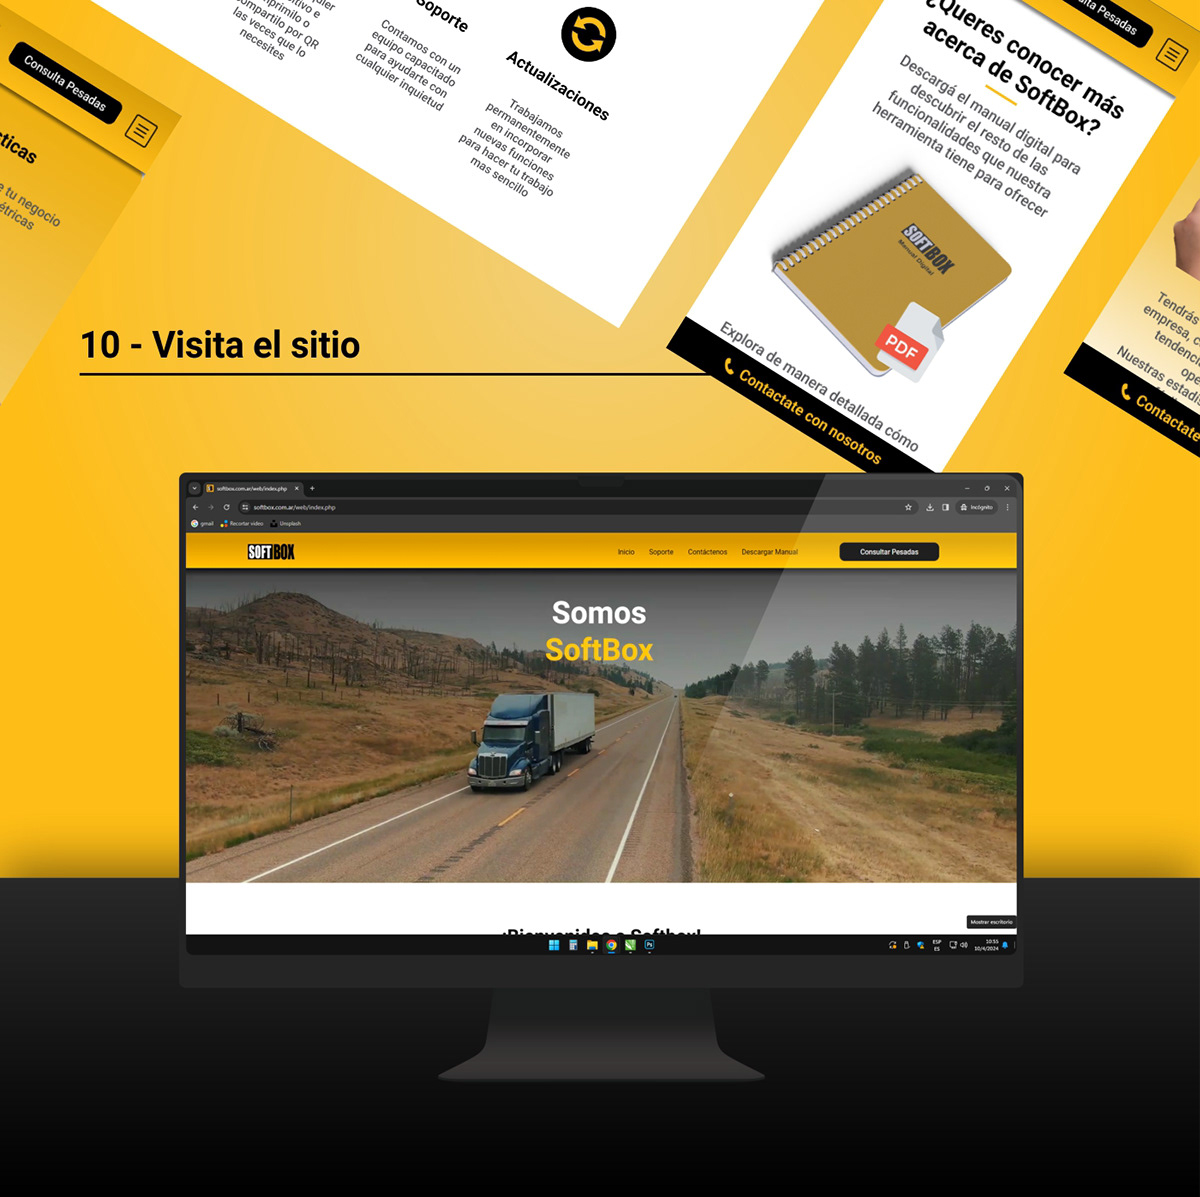 Consulta Pesadas
cticas
e tu negocio
étricas
itivo e
mprimilo o
compartilo por QR
las veces que lo
necesites
Soporte
Contamos con un
equipo capacitado
para ayudarte con
cualquier inquietud
Actualizaciones
Trabajamos
permanentemente
en incorporar
nuevas funciones
para hacer tu trabajo
mas sencillo
¿Queres conocer más
acerca de SoftBox?
Descargá el manual digital para
descubrir el resto de las
funcionalidades que nuestra
herramienta tiene para ofrecer
SOFTBOX
Manual Digital
PDF
Explora de manera detallada cómo
Contactate con nosotros
Pesadas
Tendrás
empresa, c
tendenci
ope
Nuestras estadís
Contactate
10 - Visita el sitio
softbox.com.ar/web/index.php
softbox.com.ar/web/index.php
Incógnito
gmail
Recortar video
Unsplash
SOFTBOX
Inicio
Soporte
Contáctenos
Descargar Manual
Consultar Pesadas
Somos
SoftBox
¡Bienvenidos a Softbox!
Mostrar escritorio
ESP
ES
10:55
10/4/2024